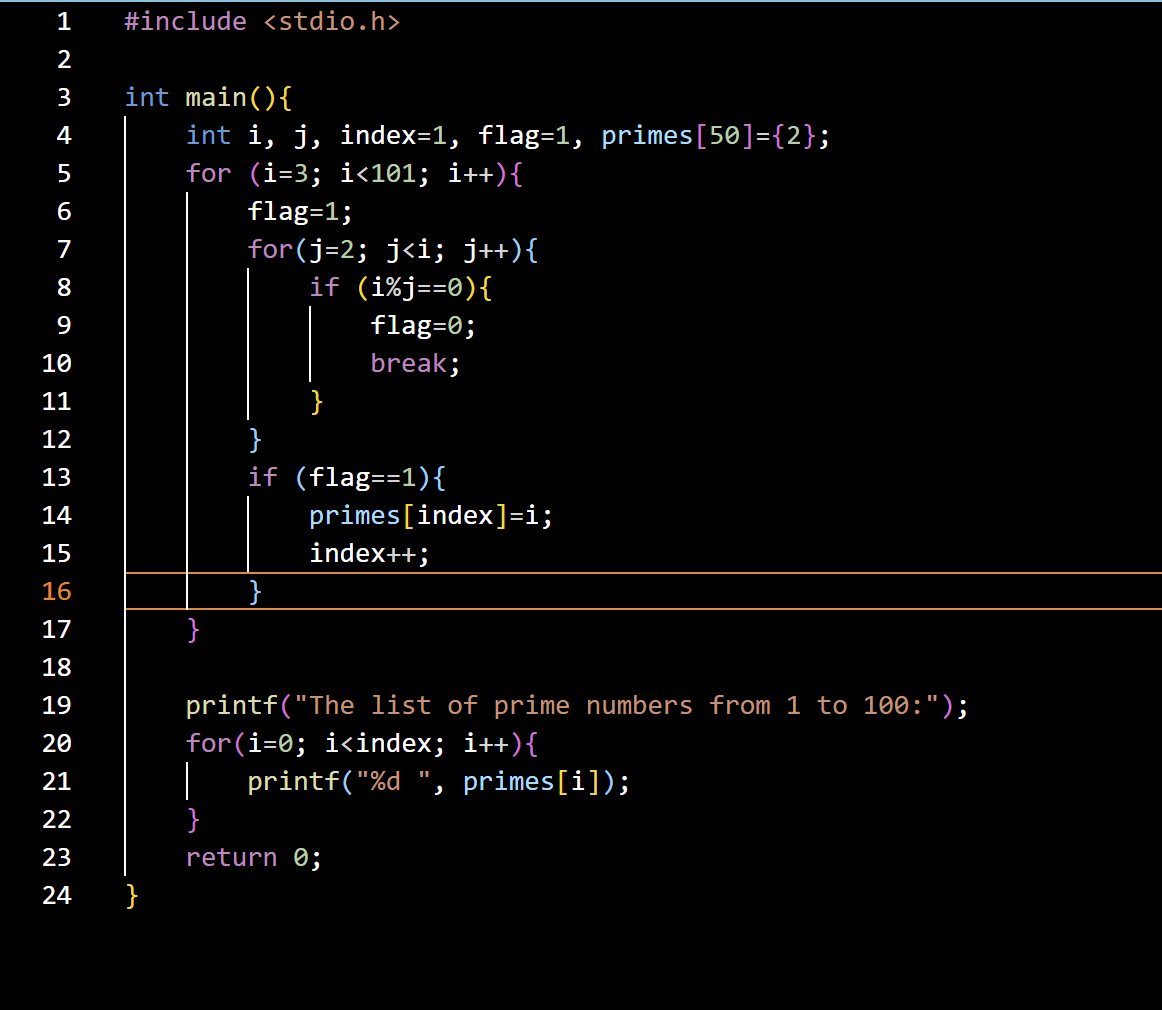 1 #include <stdio.h>
2
3 int main(){
4     int i, j, index=1, flag=1, primes[50]={2};
5     for (i=3; i<101; i++){
6         flag=1;
7         for(j=2; j<i; j++){
8             if (i%j==0){
9                 flag=0;
10                 break;
11             }
12         }
13         if (flag==1){
14             primes[index]=i;
15             index++;
16         }
17     }
18
19     printf("The list of prime numbers from 1 to 100:");
20     for(i=0; i<index; i++){
21         printf("%d ", primes[i]);
22     }
23     return 0;
24 }